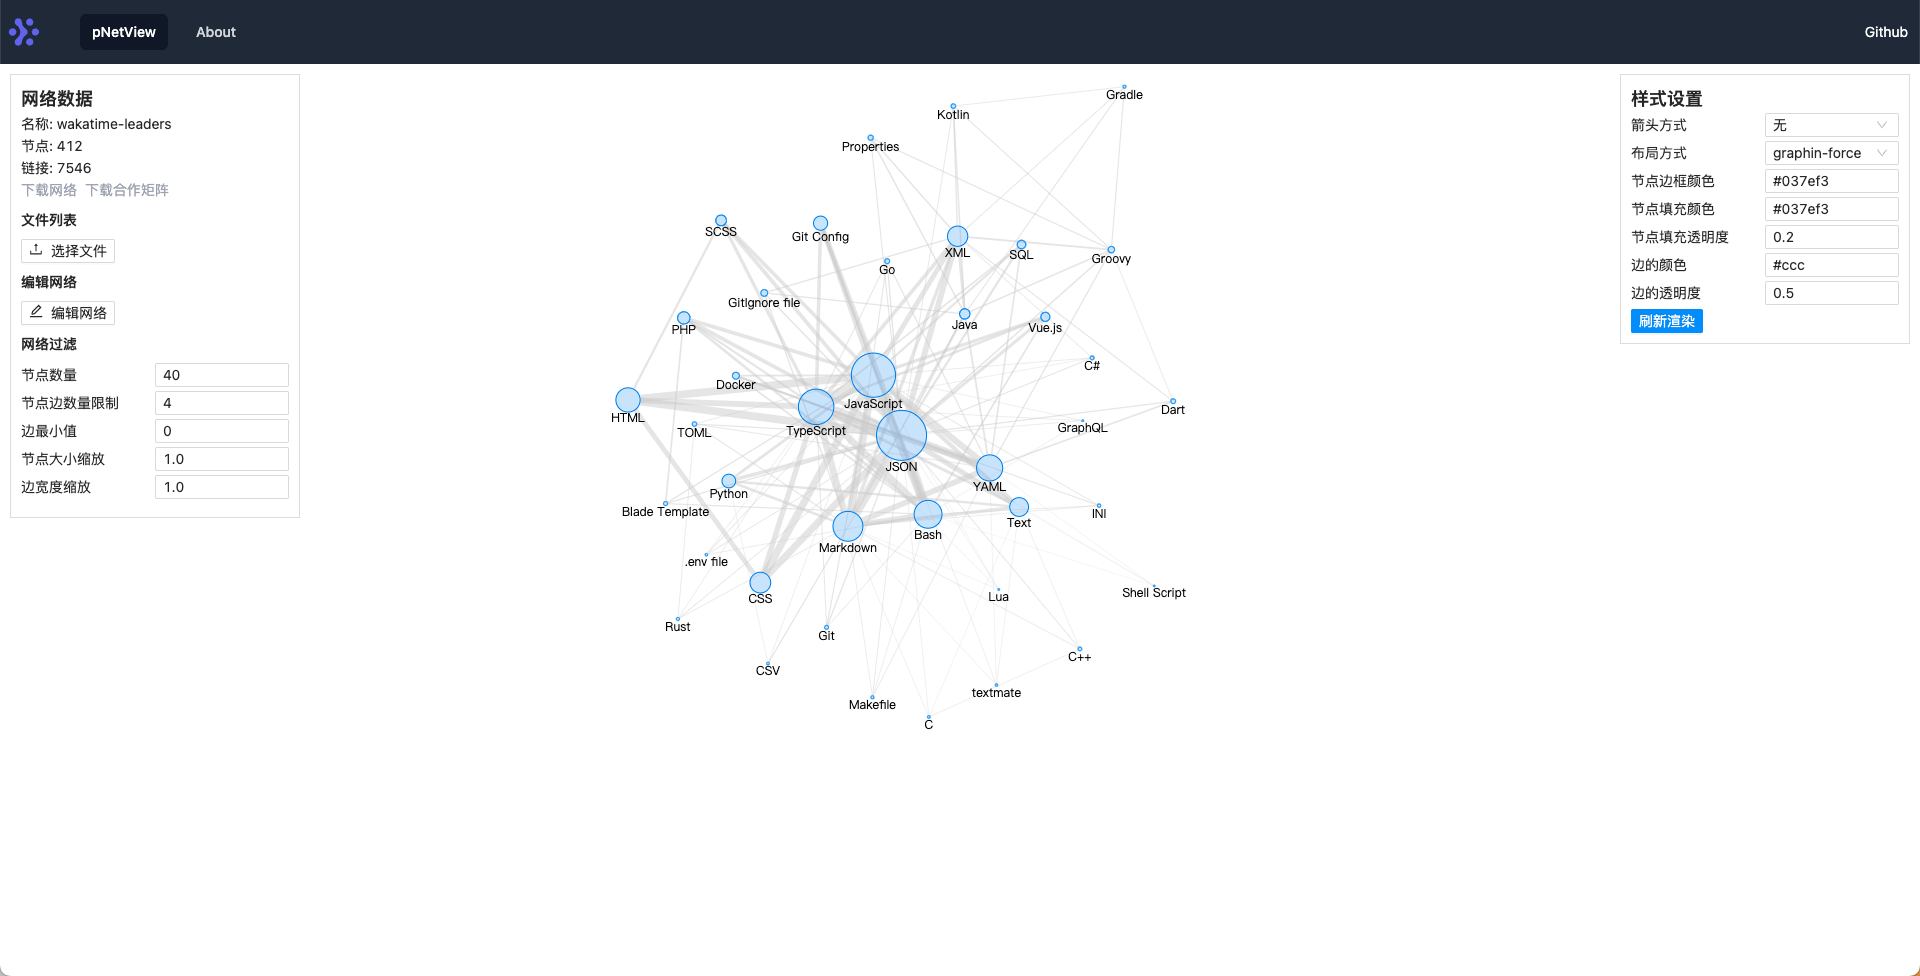 pNetView
About
Github
网络数据
名称: wakatime-leaders
节点: 412
链接: 7546
下载网络 下载合作矩阵
文件列表
选择文件
编辑网络
编辑网络
网络过滤
节点数量 40
节点边数量限制 4
边最小值 0
节点大小缩放 1.0
边宽度缩放 1.0
Gradle
Kotlin
Properties
SCSS
Git Config
XML
SQL
Groovy
Go
GitIgnore file
Java
Vue.js
PHP
C#
Docker
JavaScript
Dart
HTML
TypeScript
TOML
GraphQL
JSON
YAML
Python
Blade Template
Text
INI
Bash
Markdown
.env file
CSS
Lua
Shell Script
Rust
Git
C++
CSV
textmate
Makefile
C
样式设置
箭头方式 无
布局方式 graphin-force
节点边框颜色 #037ef3
节点填充颜色 #037ef3
节点填充透明度 0.2
边的颜色 #ccc
边的透明度 0.5
刷新渲染